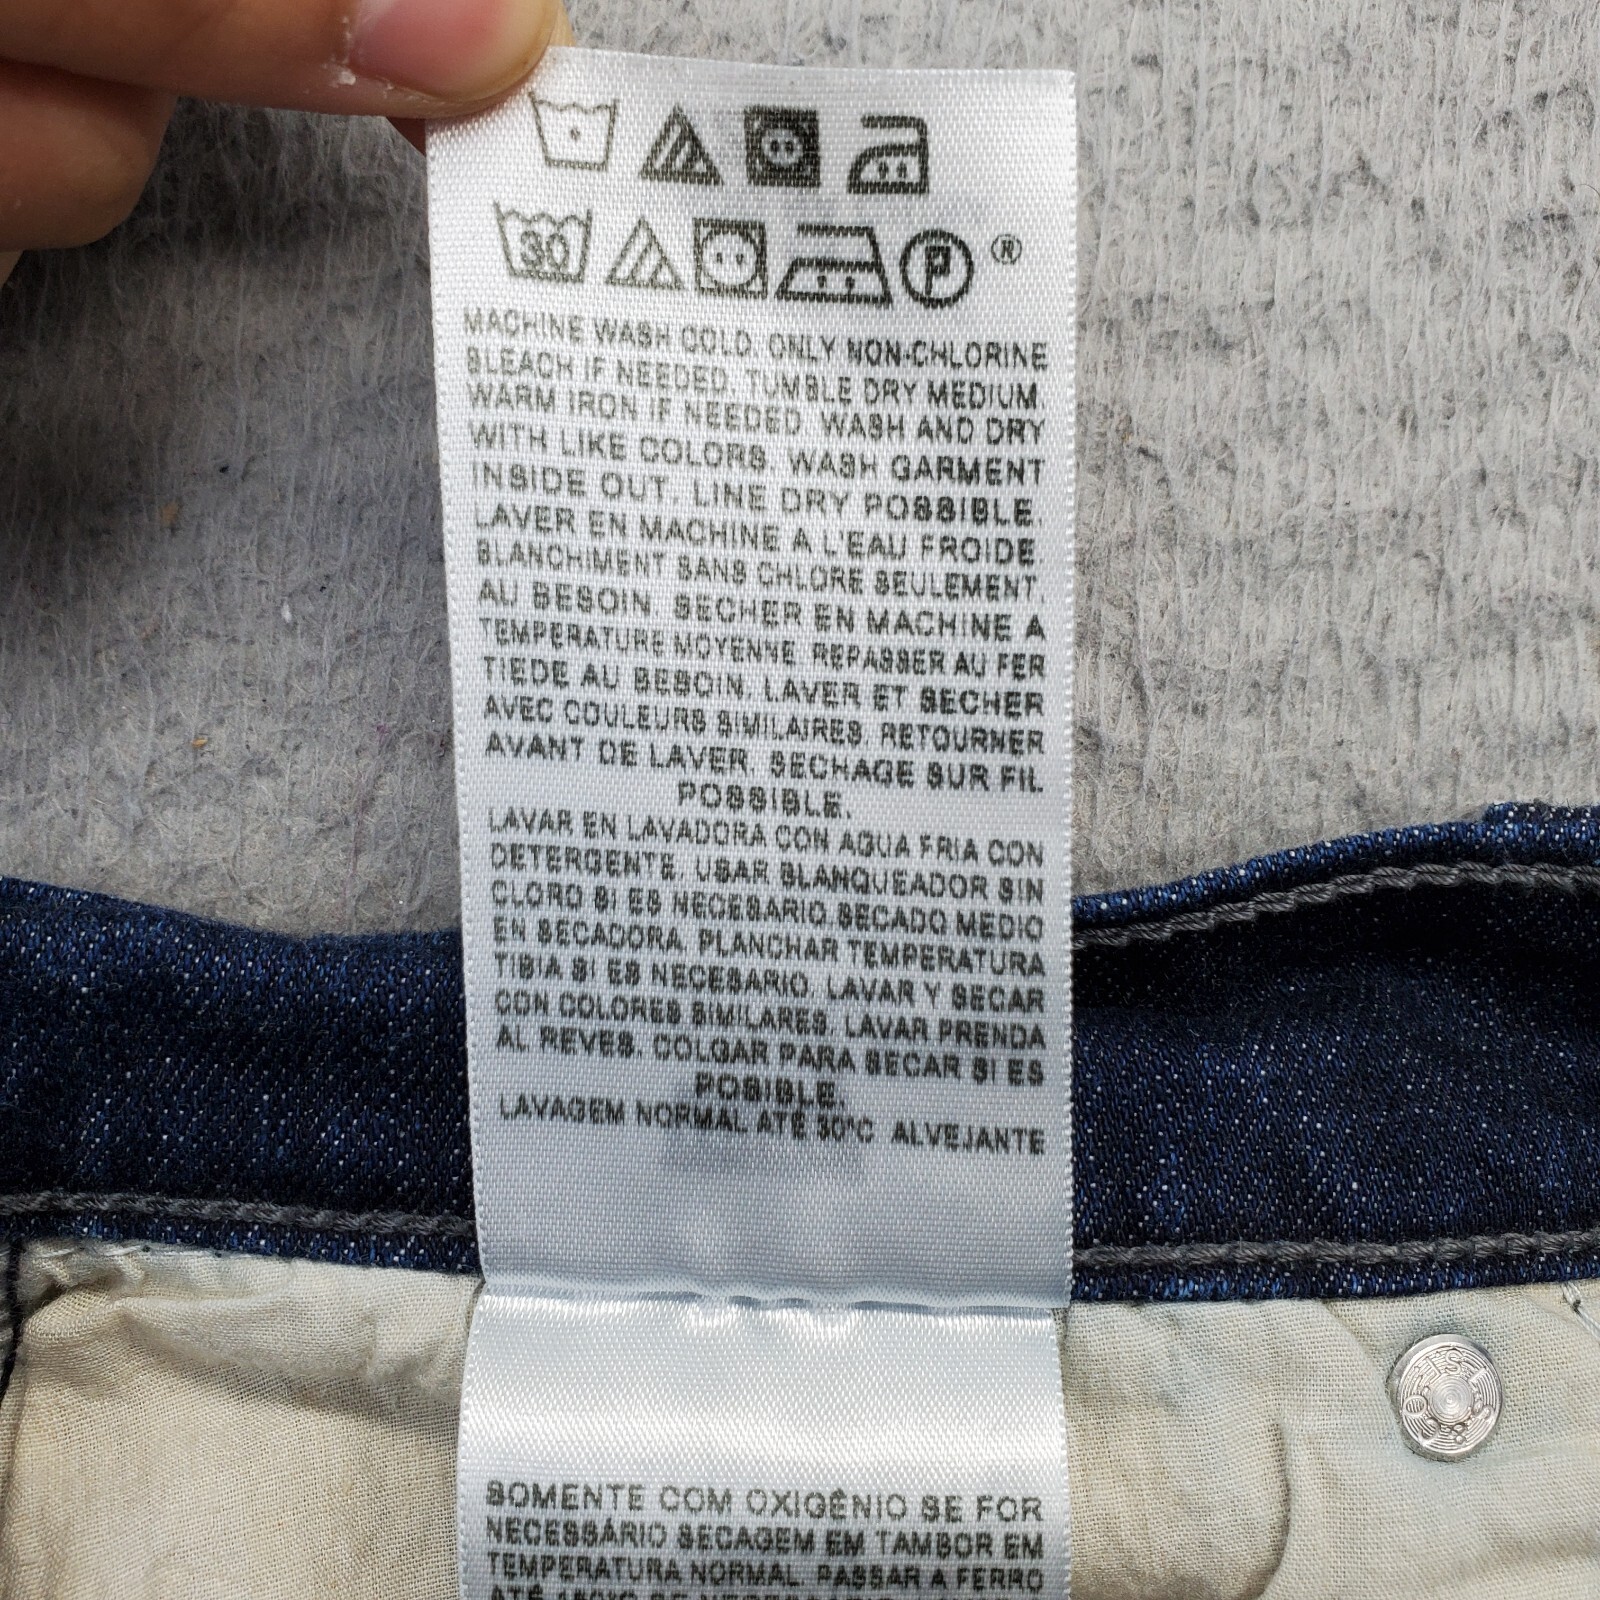 30 P ®
MACHINE WASH COLD. ONLY NON-CHLORINE
BLEACH IF NEEDED. TUMBLE DRY MEDIUM
WARM IRON IF NEEDED. WASH AND DRY
WITH LIKE COLORS. WASH GARMENT
INSIDE OUT. LINE DRY POSSIBLE.
LAVER EN MACHINE A L'EAU FROIDE
BLANCHIMENT SANS CHLORE SEULEMENT.
AU BESOIN. SECHER EN MACHINE A
TEMPERATURE MOYENNE. REPASSER AU FER
TIEDE AU BESOIN. LAVER ET SECHER
AVEC COULEURS SIMILAIRES. RETOURNER
AVANT DE LAVER. SECHAGE SUR FIL
POSSIBLE.
LAVAR EN LAVADORA CON AGUA FRIA CON
DETERGENTE. USAR BLANQUEADOR SIN
CLORO SI ES NECESARIO. SECADO MEDIO
EN SECADORA. PLANCHAR TEMPERATURA
TIBIA SI ES NECESARIO. LAVAR Y SECAR
CON COLORES SIMILARES. LAVAR PRENDA
AL REVES. COLGAR PARA SECAR SI ES
POSIBLE.
LAVAGEM NORMAL ATÉ 30°C ALVEJANTE
SOMENTE COM OXIGÊNIO SE FOR
NECESSÁRIO SECAGEM EM TAMBOR EM
TEMPERATURA NORMAL. PASSAR A FERRO